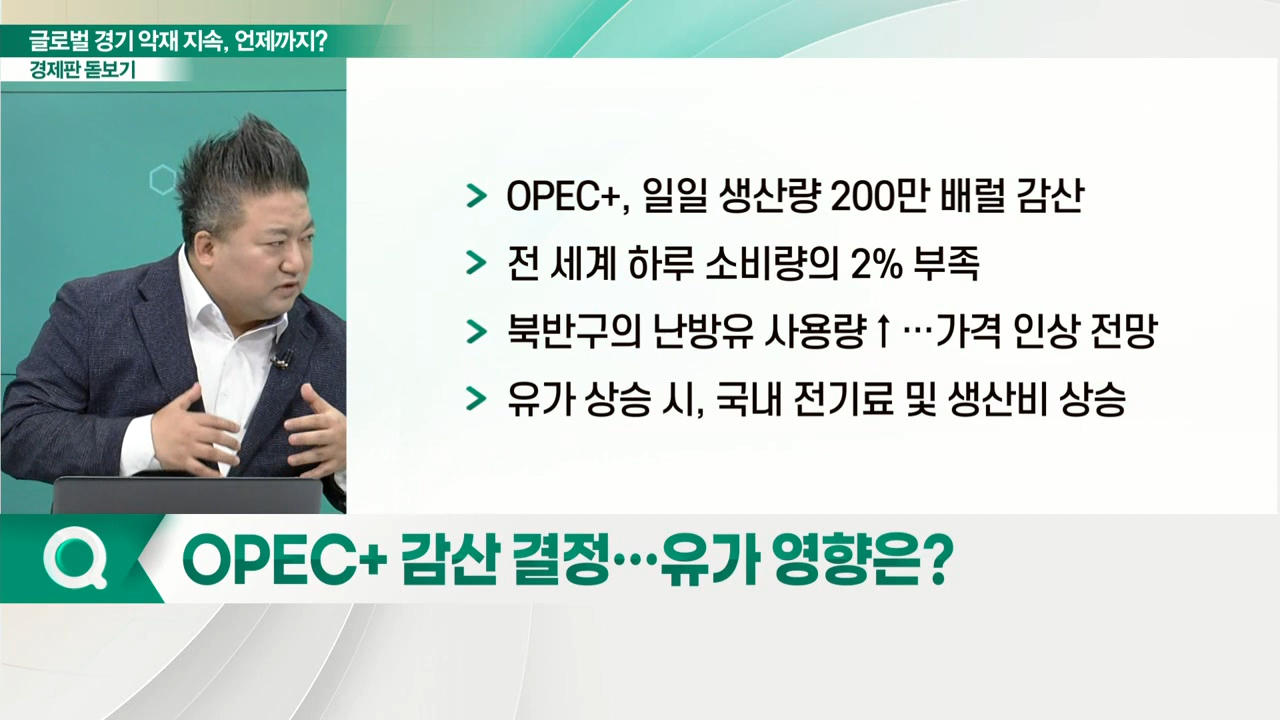 글로벌 경기 악재 지속, 언제까지?
경제판 돋보기
> OPEC+, 일일 생산량 200만 배럴 감산
> 전 세계 하루 소비량의 2% 부족
> 북반구의 난방유 사용량↑…가격 인상 전망
> 유가 상승 시, 국내 전기료 및 생산비 상승
OPEC+ 감산 결정…유가 영향은?